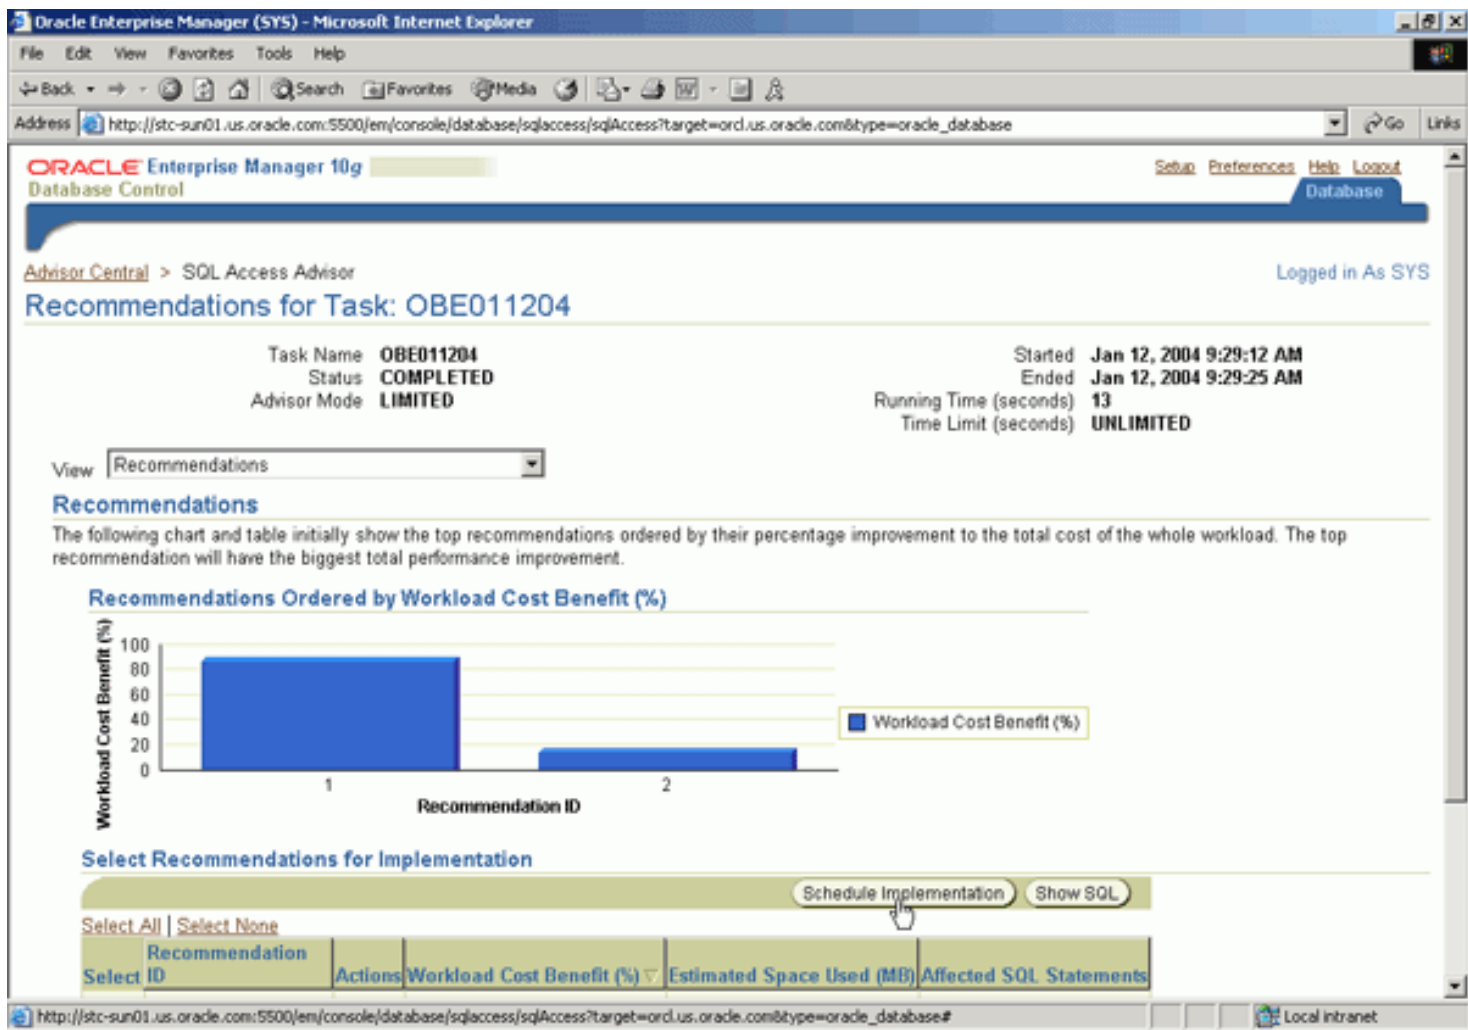 Oracle Enterprise Manager (SYS) - Microsoft Internet Explorer
File Edit View Favorites Tools Help
Back Search Favorites Media
Address http://stc-sun01.us.oracle.com:5500/em/console/database/sqlaccess/sqlAccess?target=orcl.us.oracle.com&type=oracle_database Go Links
ORACLE Enterprise Manager 10g
Setup Preferences Help Logout
Database Control
Database
Advisor Central > SQL Access Advisor
Logged in As SYS
Recommendations for Task: OBE011204
Task Name OBE011204
Status COMPLETED
Advisor Mode LIMITED
Started Jan 12, 2004 9:29:12 AM
Ended Jan 12, 2004 9:29:25 AM
Running Time (seconds) 13
Time Limit (seconds) UNLIMITED
View Recommendations
Recommendations
The following chart and table initially show the top recommendations ordered by their percentage improvement to the total cost of the whole workload. The top
recommendation will have the biggest total performance improvement.
Recommendations Ordered by Workload Cost Benefit (%)
Workload Cost Benefit (%)
100
80
60
40
20
0
1 2
Recommendation ID
Workload Cost Benefit (%)
Select Recommendations for Implementation
Schedule Implementation Show SQL
Select All | Select None
Select Recommendation ID Actions Workload Cost Benefit (%) Estimated Space Used (MB) Affected SQL Statements
http://stc-sun01.us.oracle.com:5500/em/console/database/sqlaccess/sqlAccess?target=orcl.us.oracle.com&type=oracle_database# Local intranet